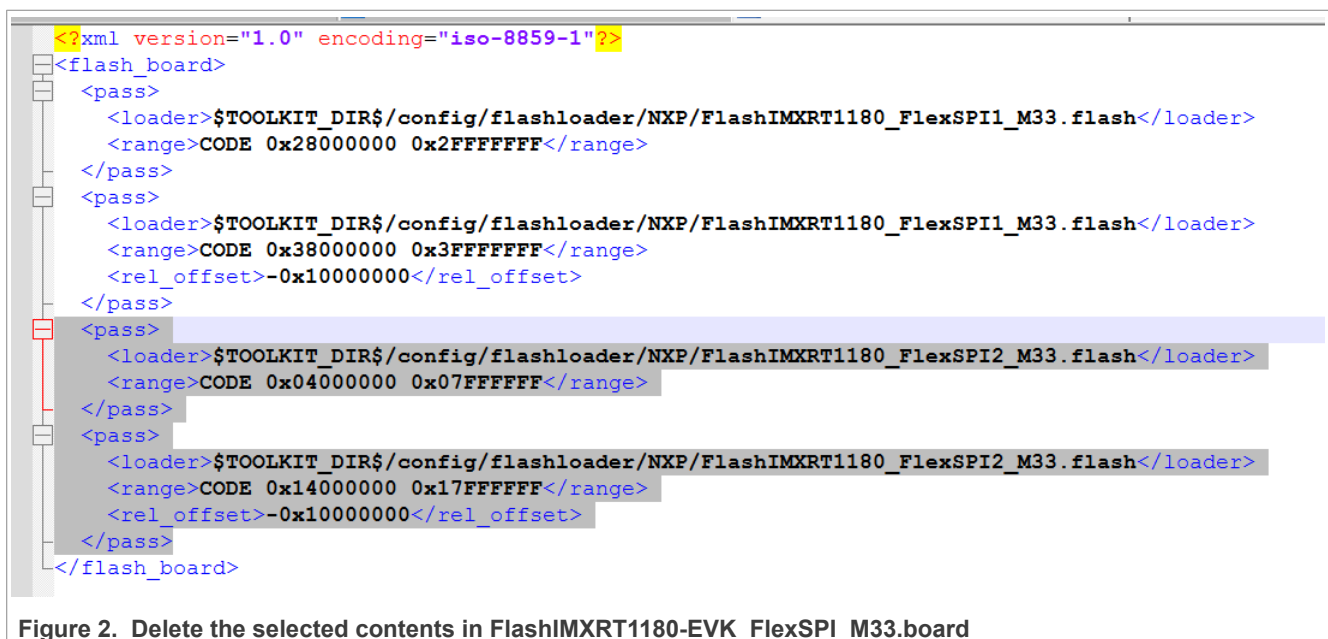 <?xml version="1.0" encoding="iso-8859-1"?>
<flash_board>
<pass>
<loader>$TOOLKIT_DIR$/config/flashloader/NXP/FlashIMXRT1180_FlexSPI1_M33.flash</loader>
<range>CODE 0x28000000 0x2FFFFFFF</range>
</pass>
<pass>
<loader>$TOOLKIT_DIR$/config/flashloader/NXP/FlashIMXRT1180_FlexSPI1_M33.flash</loader>
<range>CODE 0x38000000 0x3FFFFFFF</range>
<rel_offset>-0x10000000</rel_offset>
</pass>
<pass>
<loader>$TOOLKIT_DIR$/config/flashloader/NXP/FlashIMXRT1180_FlexSPI2_M33.flash</loader>
<range>CODE 0x04000000 0x07FFFFFF</range>
</pass>
<pass>
<loader>$TOOLKIT_DIR$/config/flashloader/NXP/FlashIMXRT1180_FlexSPI2_M33.flash</loader>
<range>CODE 0x14000000 0x17FFFFFF</range>
<rel_offset>-0x10000000</rel_offset>
</pass>
</flash_board>
Figure 2. Delete the selected contents in FlashIMXRT1180-EVK_FlexSPI_M33.board